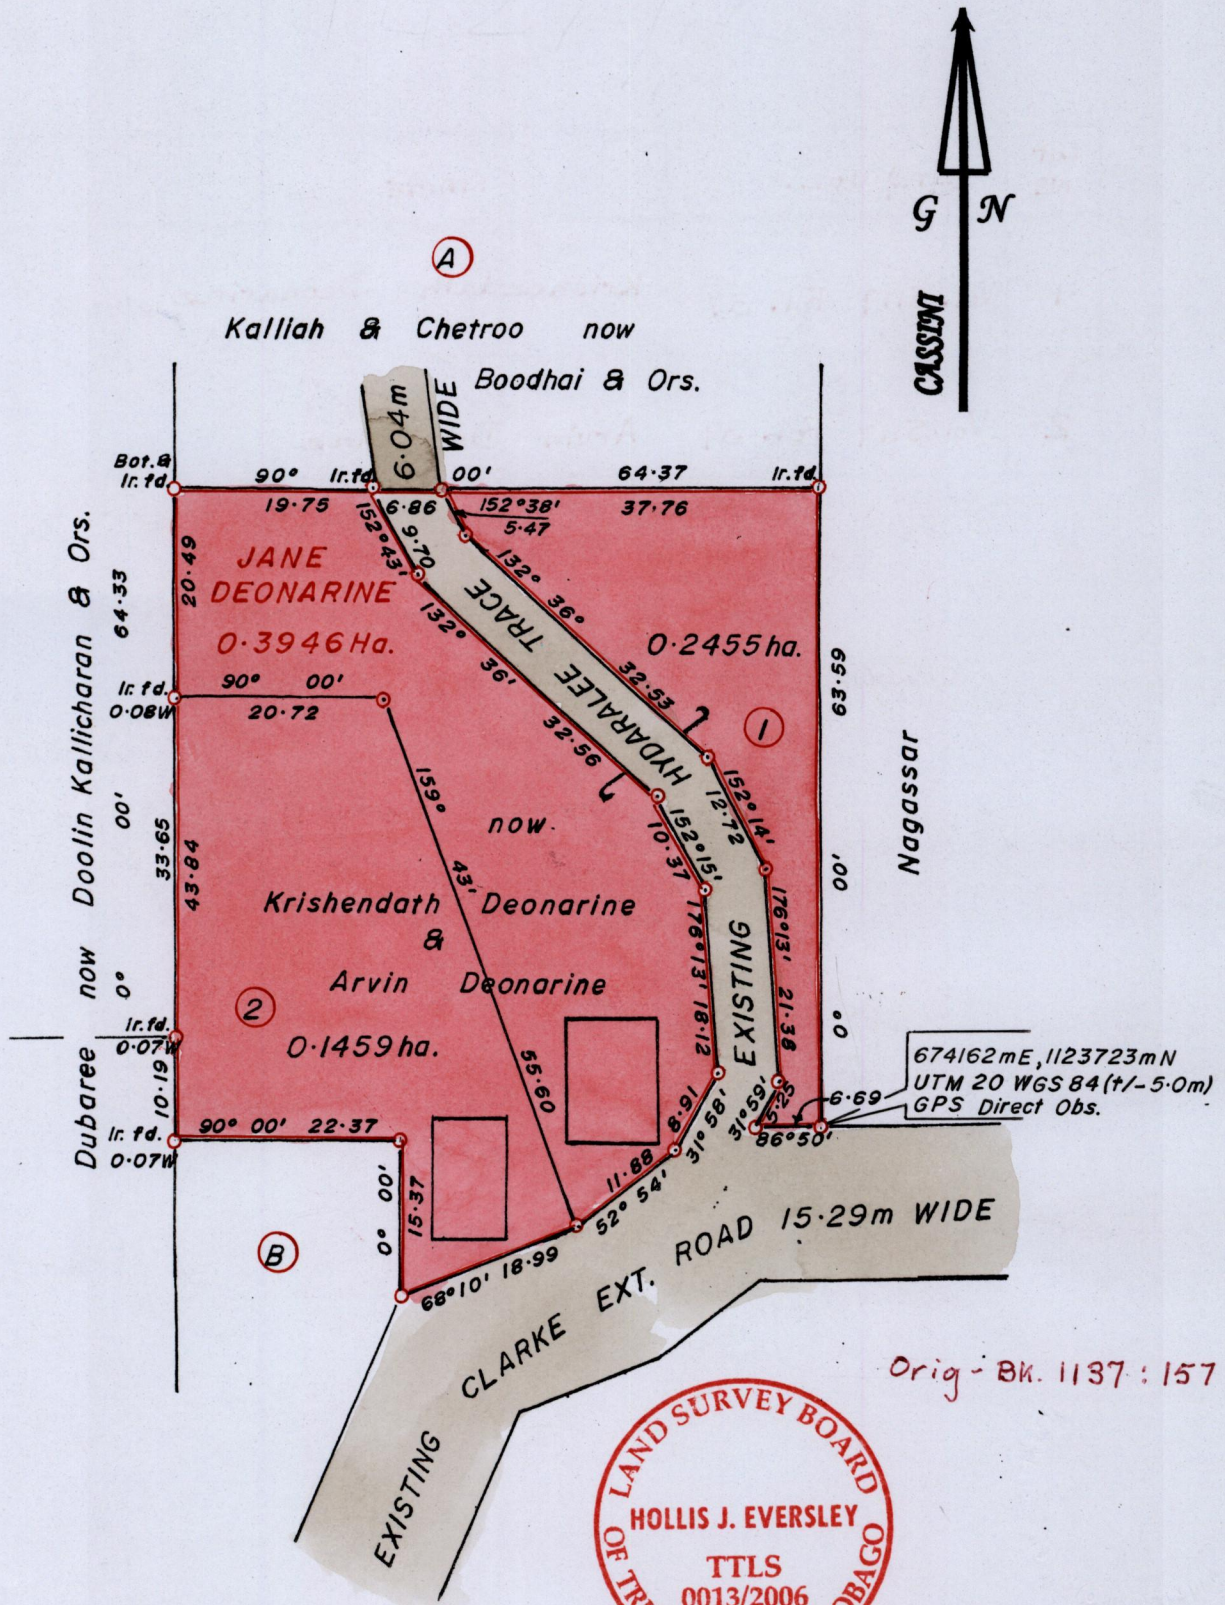 G N
CASSINI
A
Kalliah & Chetroo now
Boodhai & Ors.
6·04m
WIDE
Bot. &
Ir. fd.
90°
Ir. fd.
00'
64·37
Ir. fd.
19·75
6·86
152°38'
5·47
37·76
152°43'
9·70
20·49
JANE
DEONARINE
0·3946 Ha.
64·33
132° 36'
32·56
132° 36°
32·53
HYDARALEE TRACE
0·2455 ha.
1
63·59
Ir. fd.
0·08W
90° 00'
20·72
159° 43'
55·60
now.
152°14'
12·72
152°15'
10·37
Nagassar
00'
0°
Dubaree now Doolin Kallicharan & Ors.
00'
0°
33·65
43·84
Krishendath Deonarine
&
Arvin Deonarine
176°13' 18·12
176°13' 21·38
EXISTING
2
0·1459 ha.
Ir. fd.
0·07W
10·19
674162mE, 1123723mN
UTM 20 WGS 84 (+/-5·0m)
GPS Direct Obs.
6·69
86°50'
31°59'
5·25
8·91
31°58'
11·88
52° 54'
Ir. fd.
0·07W
90° 00' 22·37
0° 00'
15·37
68°10' 18·99
B
EXISTING CLARKE EXT. ROAD 15·29m WIDE
Orig - Bk. 1137 : 157
LAND SURVEY BOARD
HOLLIS J. EVERSLEY
TTLS
0013/2006
OF TR
OBAGO